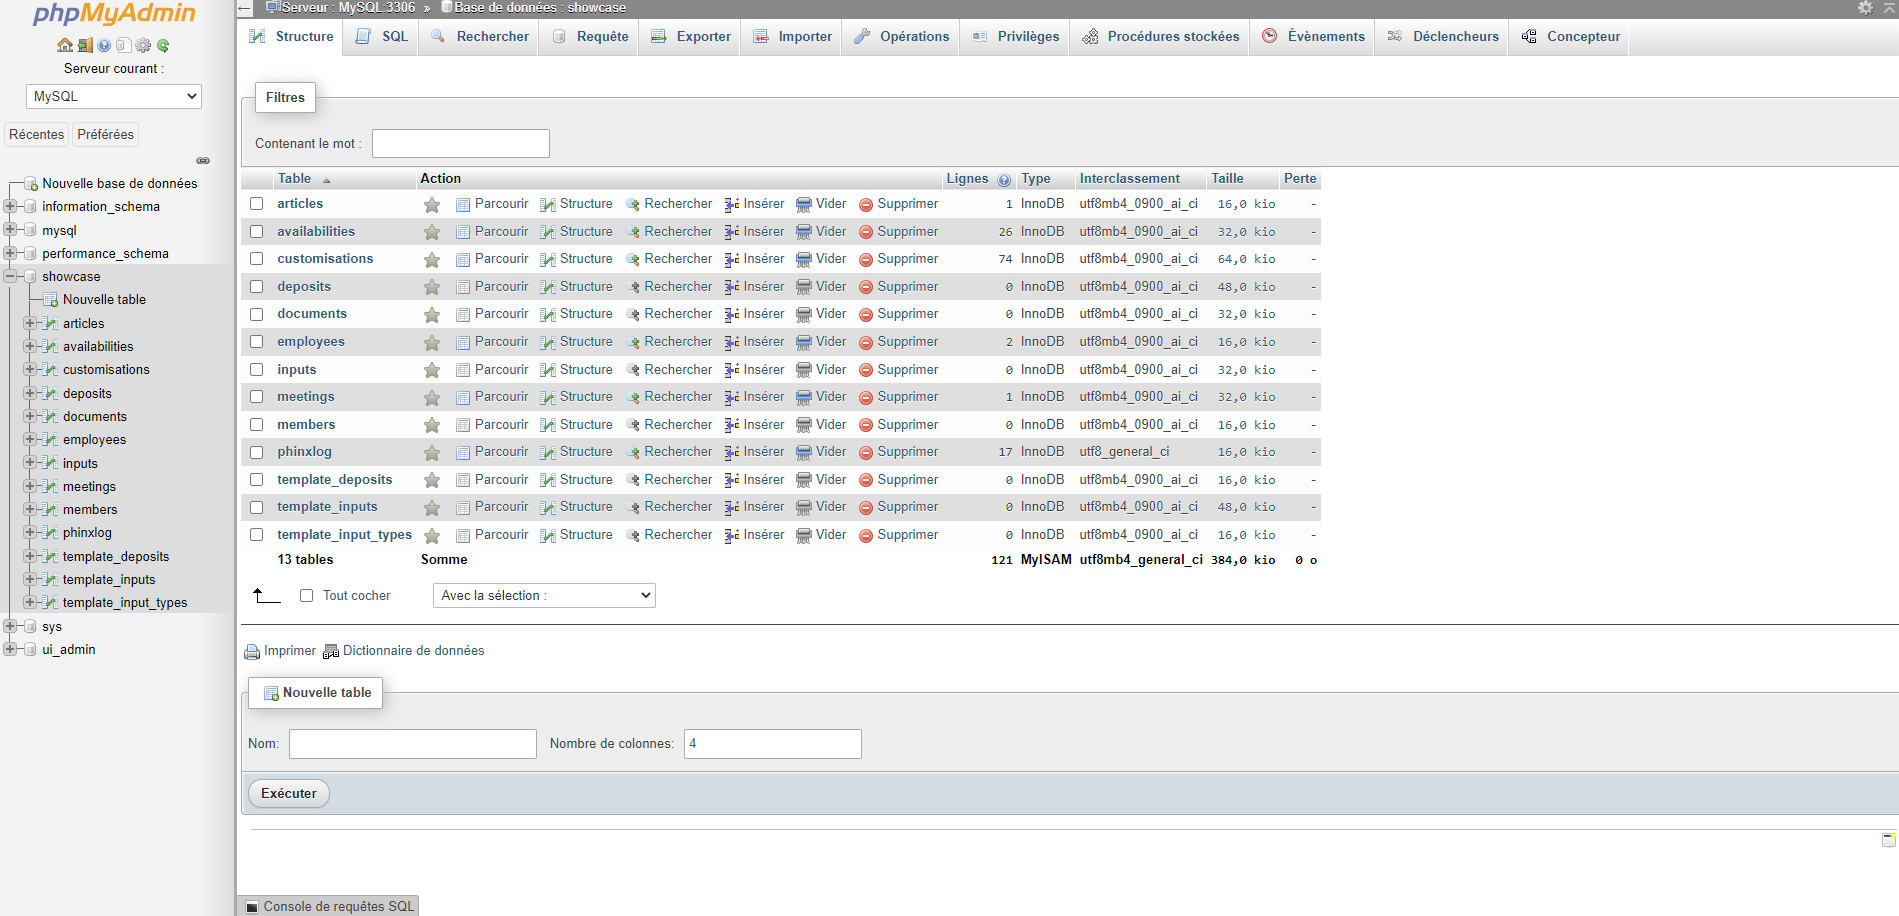 phpMyAdmin
Serveur courant :
MySQL
Récentes Préférées
Nouvelle base de données
information_schema
mysql
performance_schema
showcase
Nouvelle table
articles
availabilities
customisations
deposits
documents
employees
inputs
meetings
members
phinxlog
template_deposits
template_inputs
template_input_types
sys
ui_admin
Serveur : MySQL:3306 » Base de données : showcase
Structure SQL Rechercher Requête Exporter Importer Opérations Privilèges Procédures stockées Évènements Déclencheurs Concepteur
Filtres
Contenant le mot :
Table Action Lignes Type Interclassement Taille Perte
articles Parcourir Structure Rechercher Insérer Vider Supprimer 1 InnoDB utf8mb4_0900_ai_ci 16,0 kio -
availabilities Parcourir Structure Rechercher Insérer Vider Supprimer 26 InnoDB utf8mb4_0900_ai_ci 32,0 kio -
customisations Parcourir Structure Rechercher Insérer Vider Supprimer 74 InnoDB utf8mb4_0900_ai_ci 64,0 kio -
deposits Parcourir Structure Rechercher Insérer Vider Supprimer 0 InnoDB utf8mb4_0900_ai_ci 48,0 kio -
documents Parcourir Structure Rechercher Insérer Vider Supprimer 0 InnoDB utf8mb4_0900_ai_ci 32,0 kio -
employees Parcourir Structure Rechercher Insérer Vider Supprimer 2 InnoDB utf8mb4_0900_ai_ci 16,0 kio -
inputs Parcourir Structure Rechercher Insérer Vider Supprimer 0 InnoDB utf8mb4_0900_ai_ci 32,0 kio -
meetings Parcourir Structure Rechercher Insérer Vider Supprimer 1 InnoDB utf8mb4_0900_ai_ci 32,0 kio -
members Parcourir Structure Rechercher Insérer Vider Supprimer 0 InnoDB utf8mb4_0900_ai_ci 16,0 kio -
phinxlog Parcourir Structure Rechercher Insérer Vider Supprimer 17 InnoDB utf8_general_ci 16,0 kio -
template_deposits Parcourir Structure Rechercher Insérer Vider Supprimer 0 InnoDB utf8mb4_0900_ai_ci 16,0 kio -
template_inputs Parcourir Structure Rechercher Insérer Vider Supprimer 0 InnoDB utf8mb4_0900_ai_ci 48,0 kio -
template_input_types Parcourir Structure Rechercher Insérer Vider Supprimer 0 InnoDB utf8mb4_0900_ai_ci 16,0 kio -
13 tables Somme 121 MyISAM utf8mb4_general_ci 384,0 kio 0 o
Tout cocher Avec la sélection :
Imprimer Dictionnaire de données
Nouvelle table
Nom: Nombre de colonnes: 4
Exécuter
Console de requêtes SQL